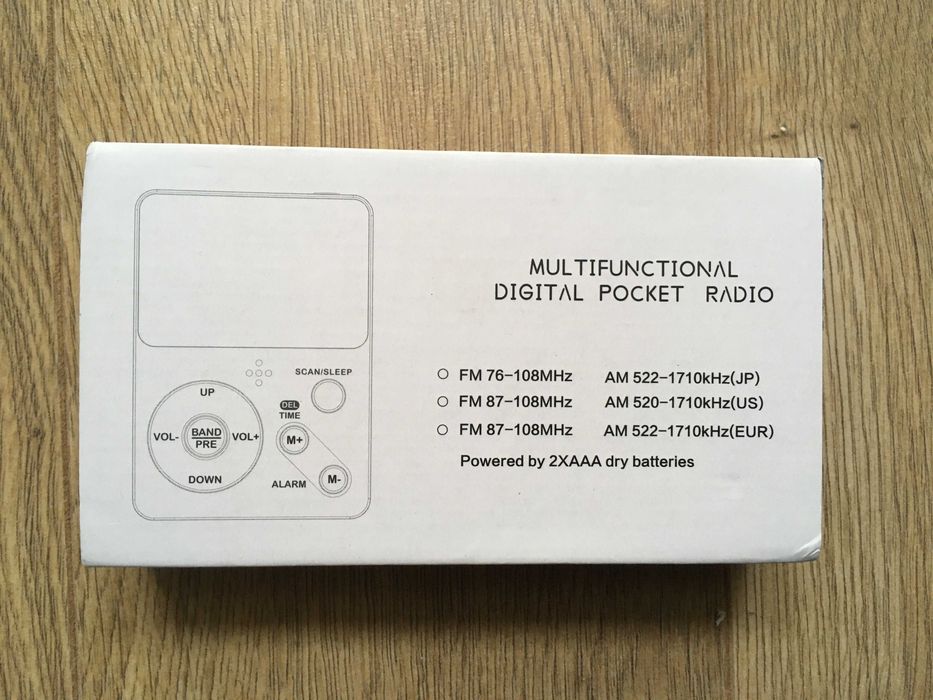 MULTIFUNCTIONAL
DIGITAL POCKET RADIO
FM 76-108MHz AM 522-1710kHz(JP)
FM 87-108MHz AM 520-1710kHz(US)
FM 87-108MHz AM 522-1710kHz(EUR)
Powered by 2XAAA dry batteries
SCAN/SLEEP
UP
DEL
TIME
VOL-
BAND
PRE
VOL+
M+
DOWN
ALARM
M-